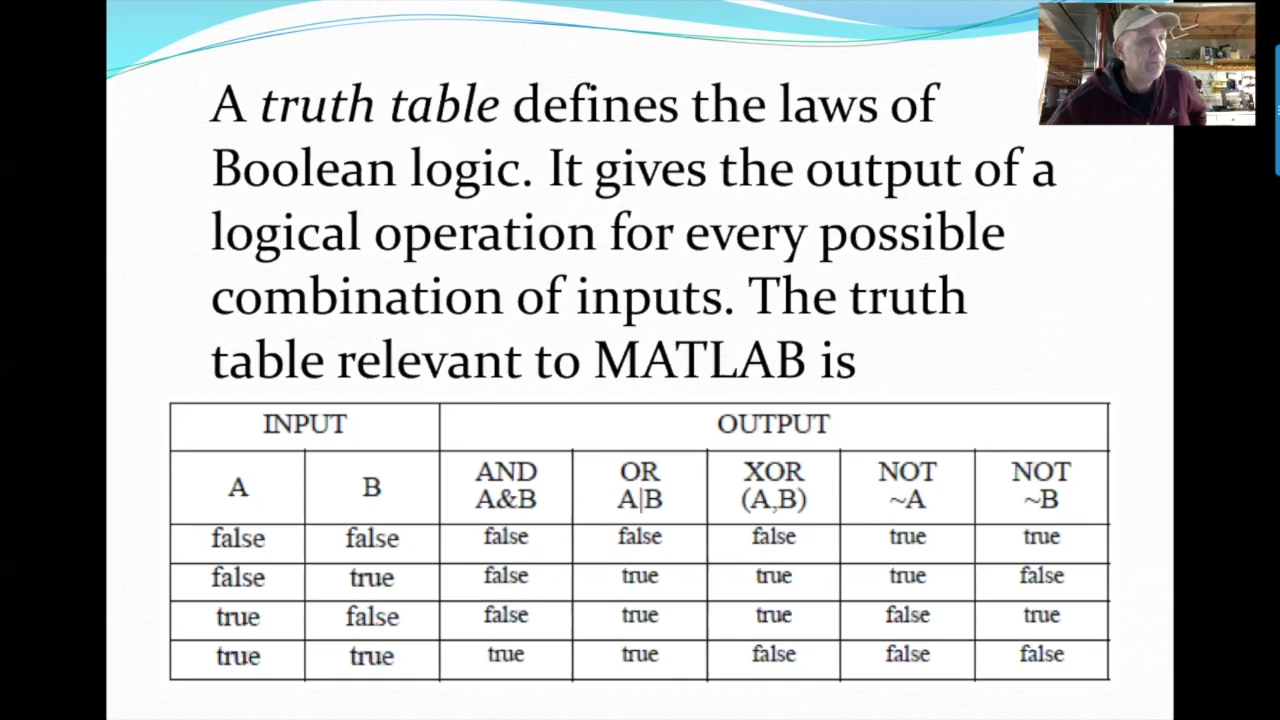 A truth table defines the laws of
Boolean logic. It gives the output of a
logical operation for every possible
combination of inputs. The truth
table relevant to MATLAB is
INPUT OUTPUT
A B AND A&B OR A|B XOR (A,B) NOT ~A NOT ~B
false false false false false true true
false true false true true true false
true false false true true false true
true true true true false false false